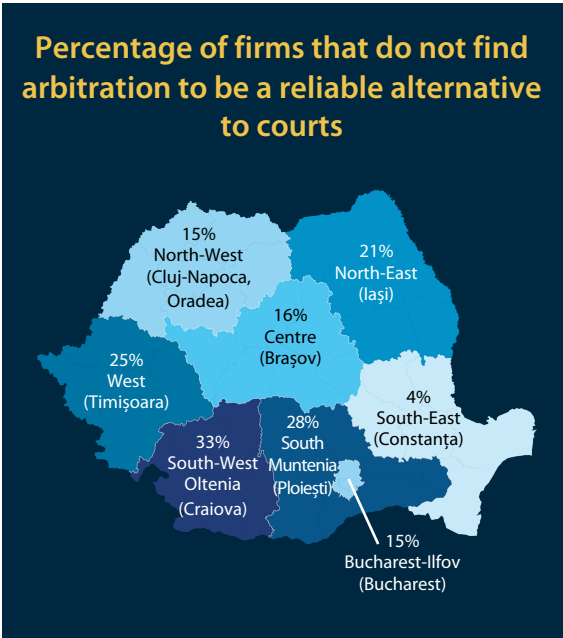 Percentage of firms that do not find
arbitration to be a reliable alternative
to courts
15%
North-West
(Cluj-Napoca,
Oradea)
21%
North-East
(Iași)
16%
Centre
(Brașov)
25%
West
(Timișoara)
4%
South-East
(Constanța)
33%
South-West
Oltenia
(Craiova)
28%
South
Muntenia
(Ploiești)
15%
Bucharest-Ilfov
(Bucharest)